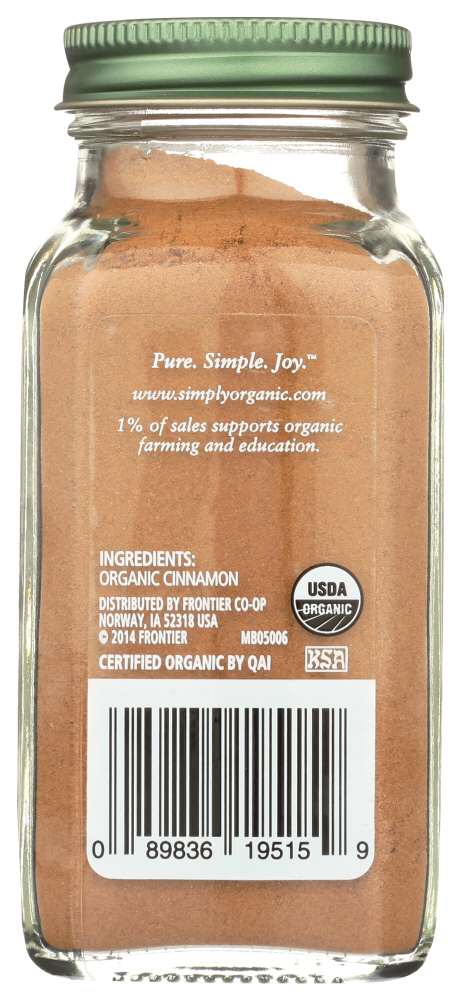 Pure. Simple. Joy.™
www.simplyorganic.com
1% of sales supports organic
farming and education.
INGREDIENTS:
ORGANIC CINNAMON
DISTRIBUTED BY FRONTIER CO-OP
NORWAY, IA 52318 USA
© 2014 FRONTIER MB05006
CERTIFIED ORGANIC BY QAI
USDA
ORGANIC
KSA
0 89836 19515 9